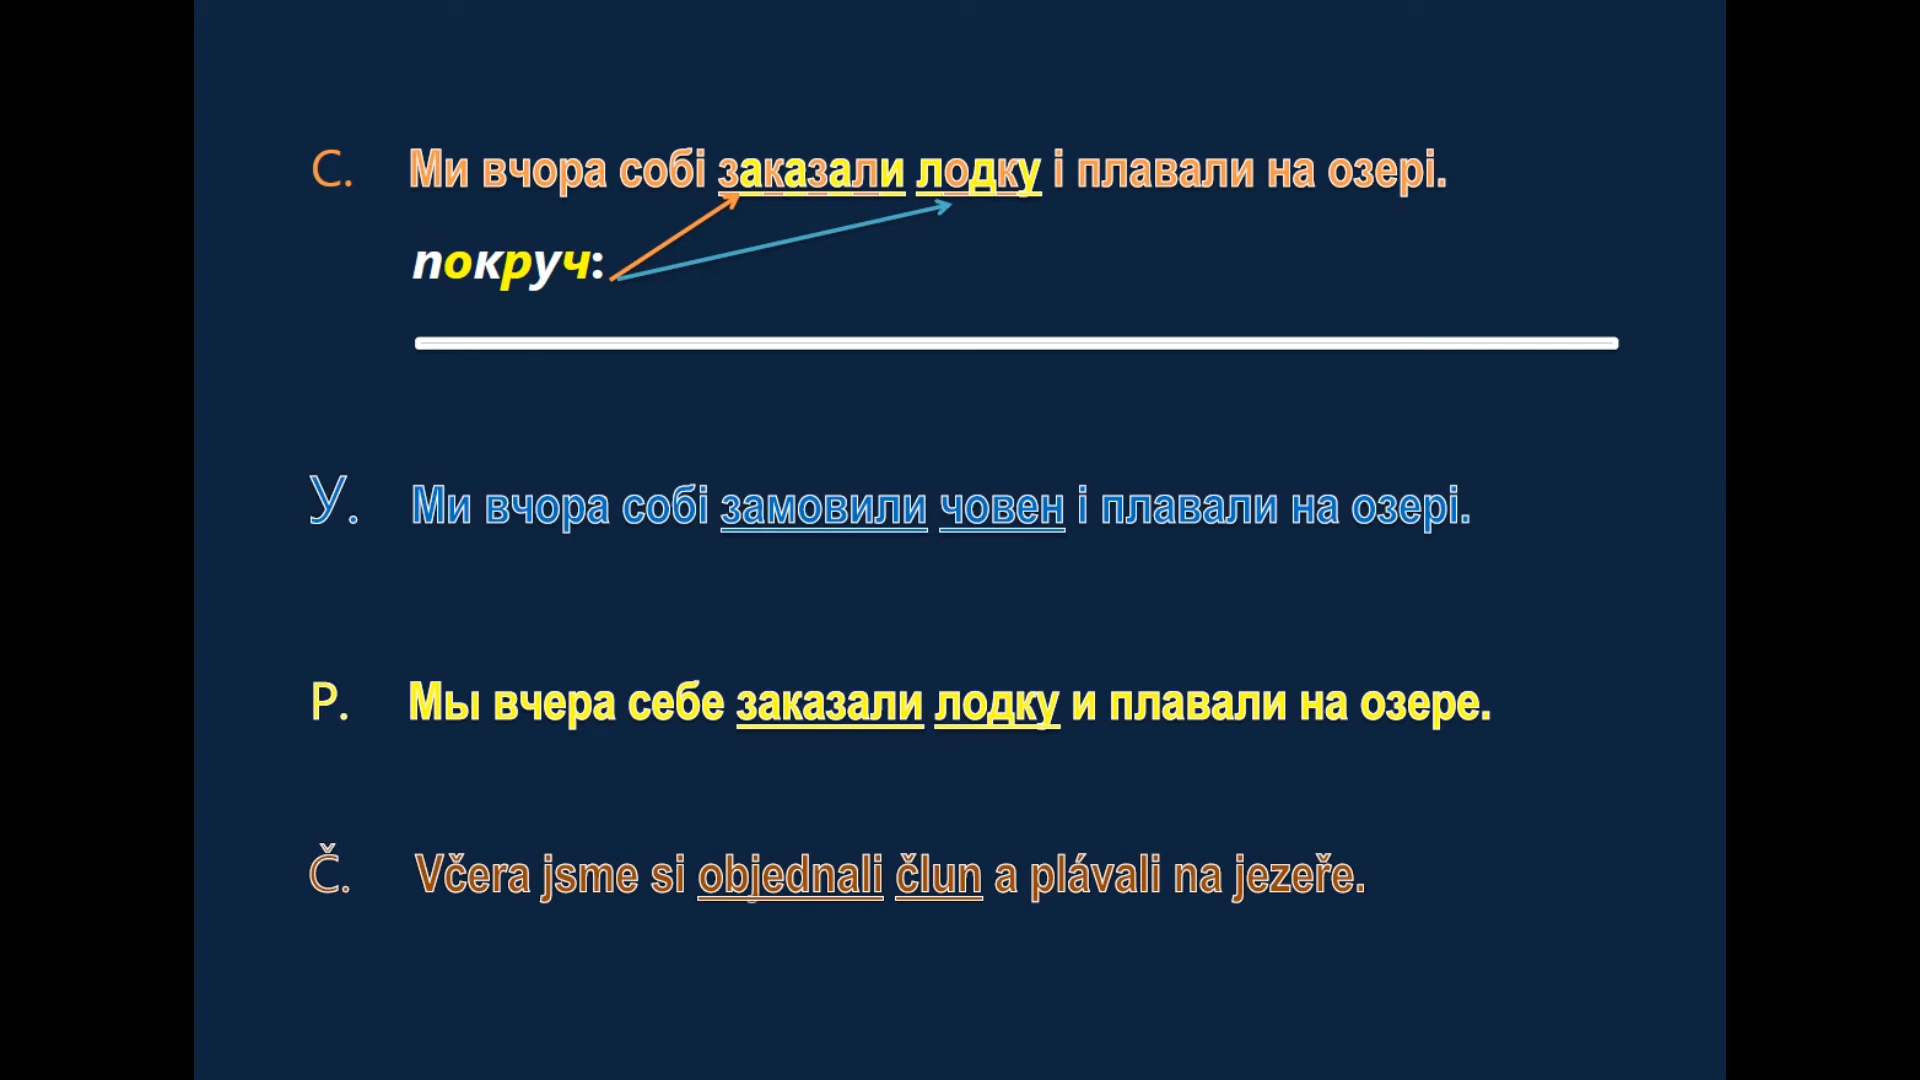 С. Ми вчора собі заказали лодку і плавали на озері.
покруч:
У. Ми вчора собі замовили човен і плавали на озері.
Р. Мы вчера себе заказали лодку и плавали на озере.
Č. Včera jsme si objednali člun a plávali na jezeře.